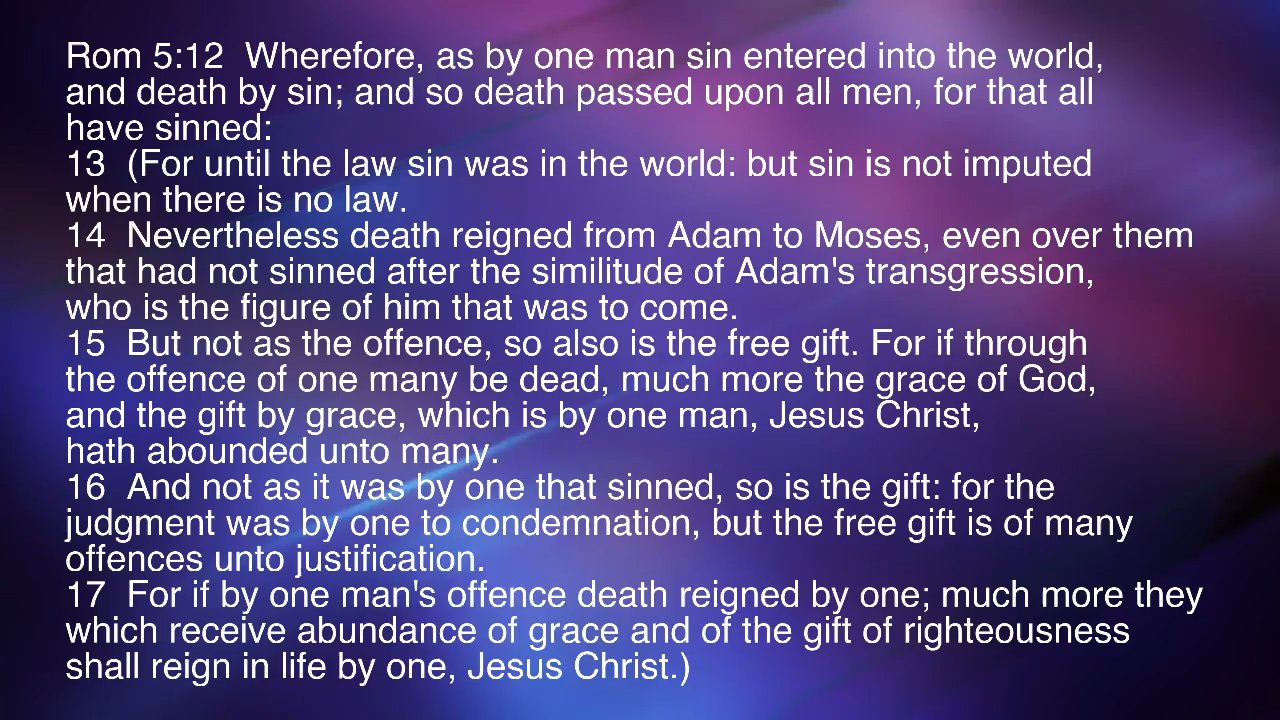 Rom 5:12  Wherefore, as by one man sin entered into the world,
and death by sin; and so death passed upon all men, for that all
have sinned:
13  (For until the law sin was in the world: but sin is not imputed
when there is no law.
14  Nevertheless death reigned from Adam to Moses, even over them
that had not sinned after the similitude of Adam's transgression,
who is the figure of him that was to come.
15  But not as the offence, so also is the free gift. For if through
the offence of one many be dead, much more the grace of God,
and the gift by grace, which is by one man, Jesus Christ,
hath abounded unto many.
16  And not as it was by one that sinned, so is the gift: for the
judgment was by one to condemnation, but the free gift is of many
offences unto justification.
17  For if by one man's offence death reigned by one; much more they
which receive abundance of grace and of the gift of righteousness
shall reign in life by one, Jesus Christ.)